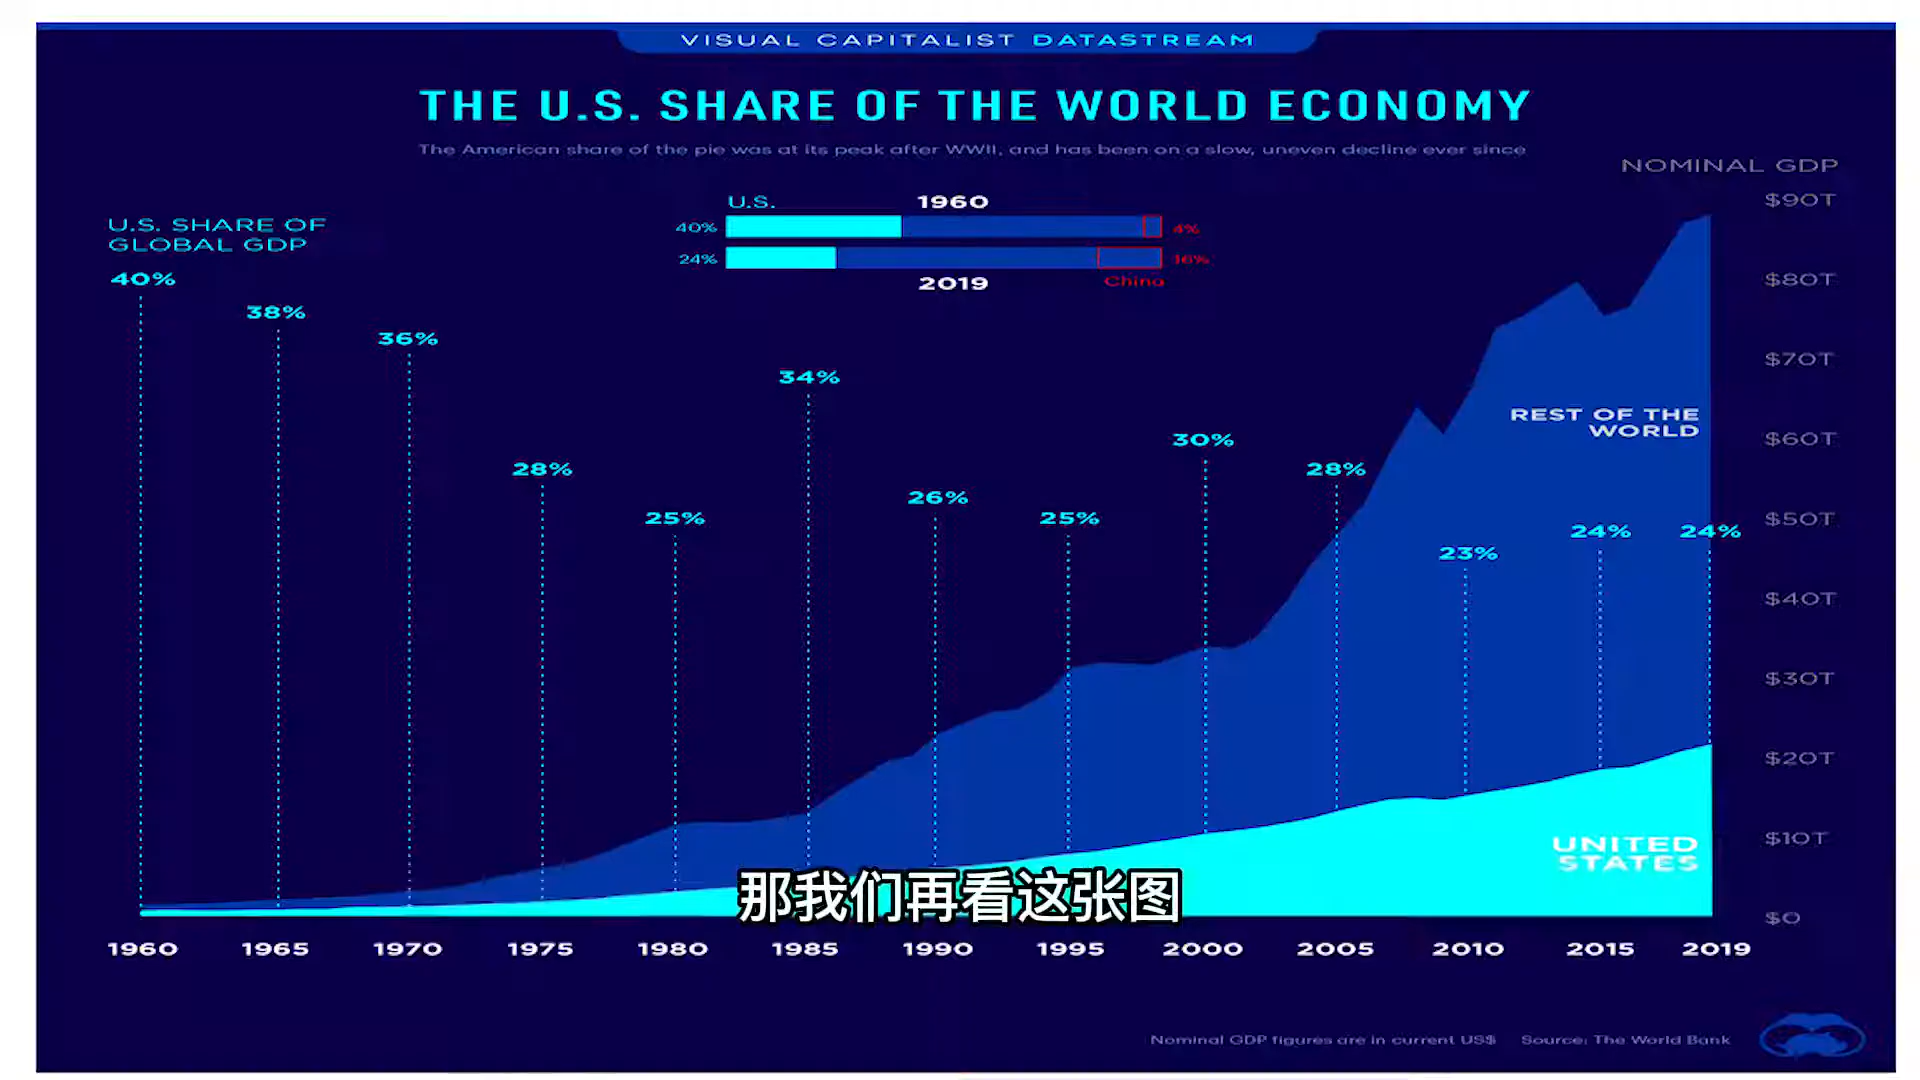 VISUAL CAPITALIST DATASTREAM
THE U.S. SHARE OF THE WORLD ECONOMY
The American share of the pie was at its peak after WWII, and has been on a slow, uneven decline ever since
NOMINAL GDP
U.S. SHARE OF
GLOBAL GDP
U.S. 1960
40% 4%
24% 16%
2019 China
40%
38%
36%
28%
25%
34%
26%
25%
30%
28%
23%
24%
24%
$90T
$80T
$70T
$60T
$50T
$40T
$30T
$20T
$10T
$0
REST OF THE
WORLD
UNITED
STATES
那我们再看这张图
1960 1965 1970 1975 1980 1985 1990 1995 2000 2005 2010 2015 2019
Nominal GDP figures are in current US$ Source: The World Bank